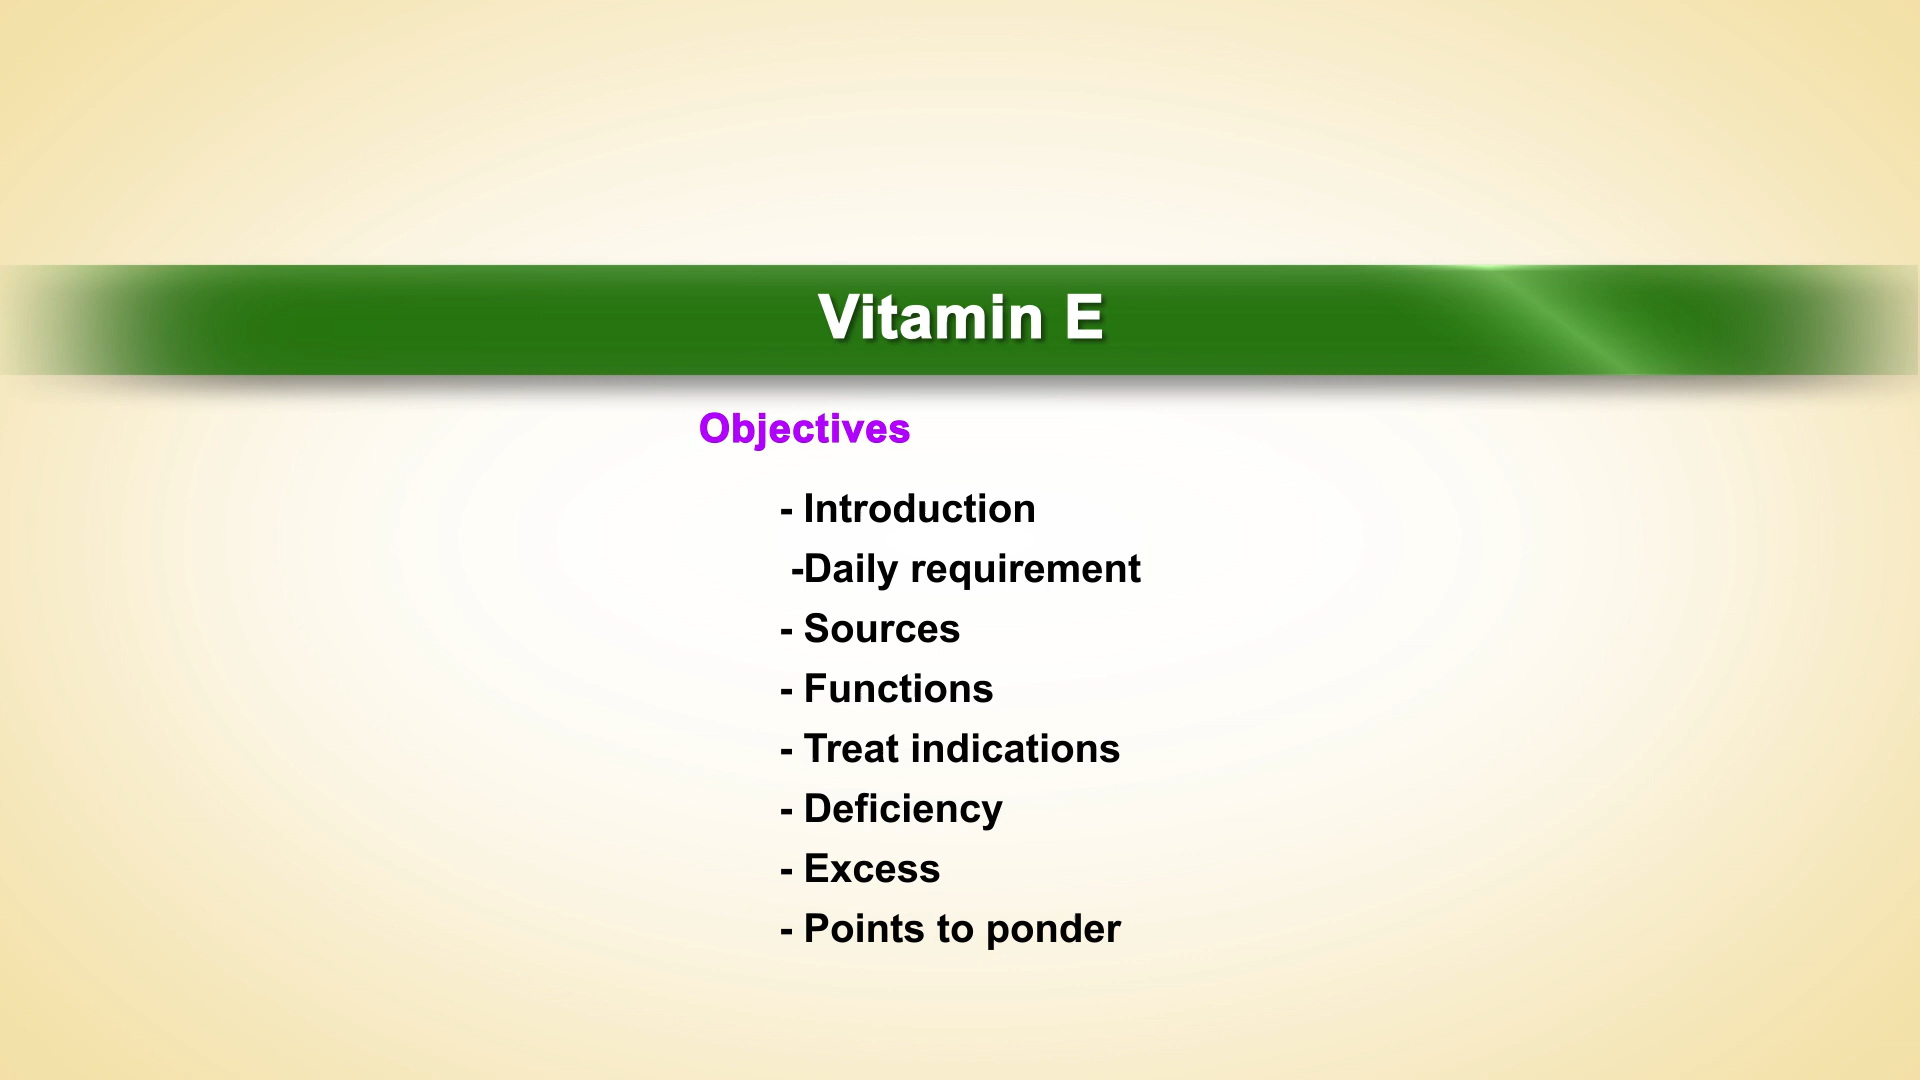 Vitamin E
Objectives
- Introduction
-Daily requirement
- Sources
- Functions
- Treat indications
- Deficiency
- Excess
- Points to ponder